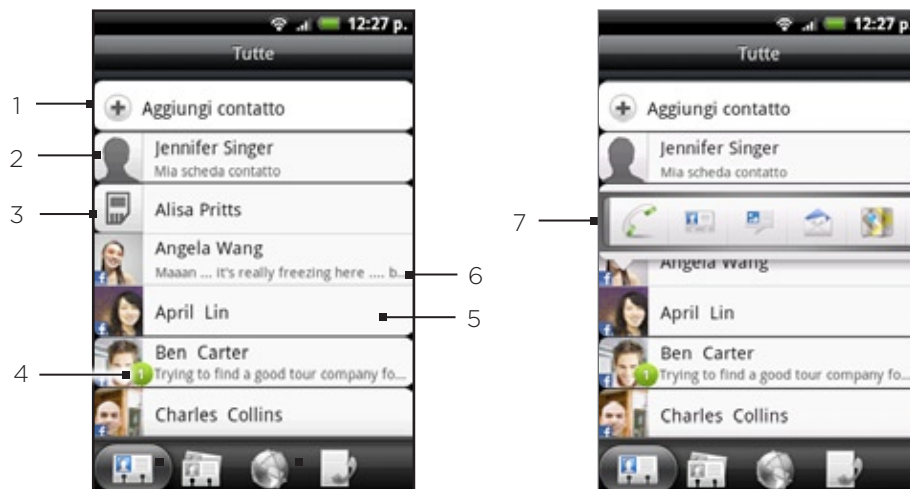 12:27 p.
Tutte
1
Aggiungi contatto
2
Jennifer Singer
Mia scheda contatto
3
Alisa Pritts
Angela Wang
Maaan ... it's really freezing here .... b...
6
April Lin
5
4
1
Ben Carter
Trying to find a good tour company fo...
Charles Collins
12:27 p
Tutte
Aggiungi contatto
Jennifer Singer
Mia scheda contatto
7
Angela Wang
April Lin
1
Ben Carter
Trying to find a good tour company fo...
Charles Collins